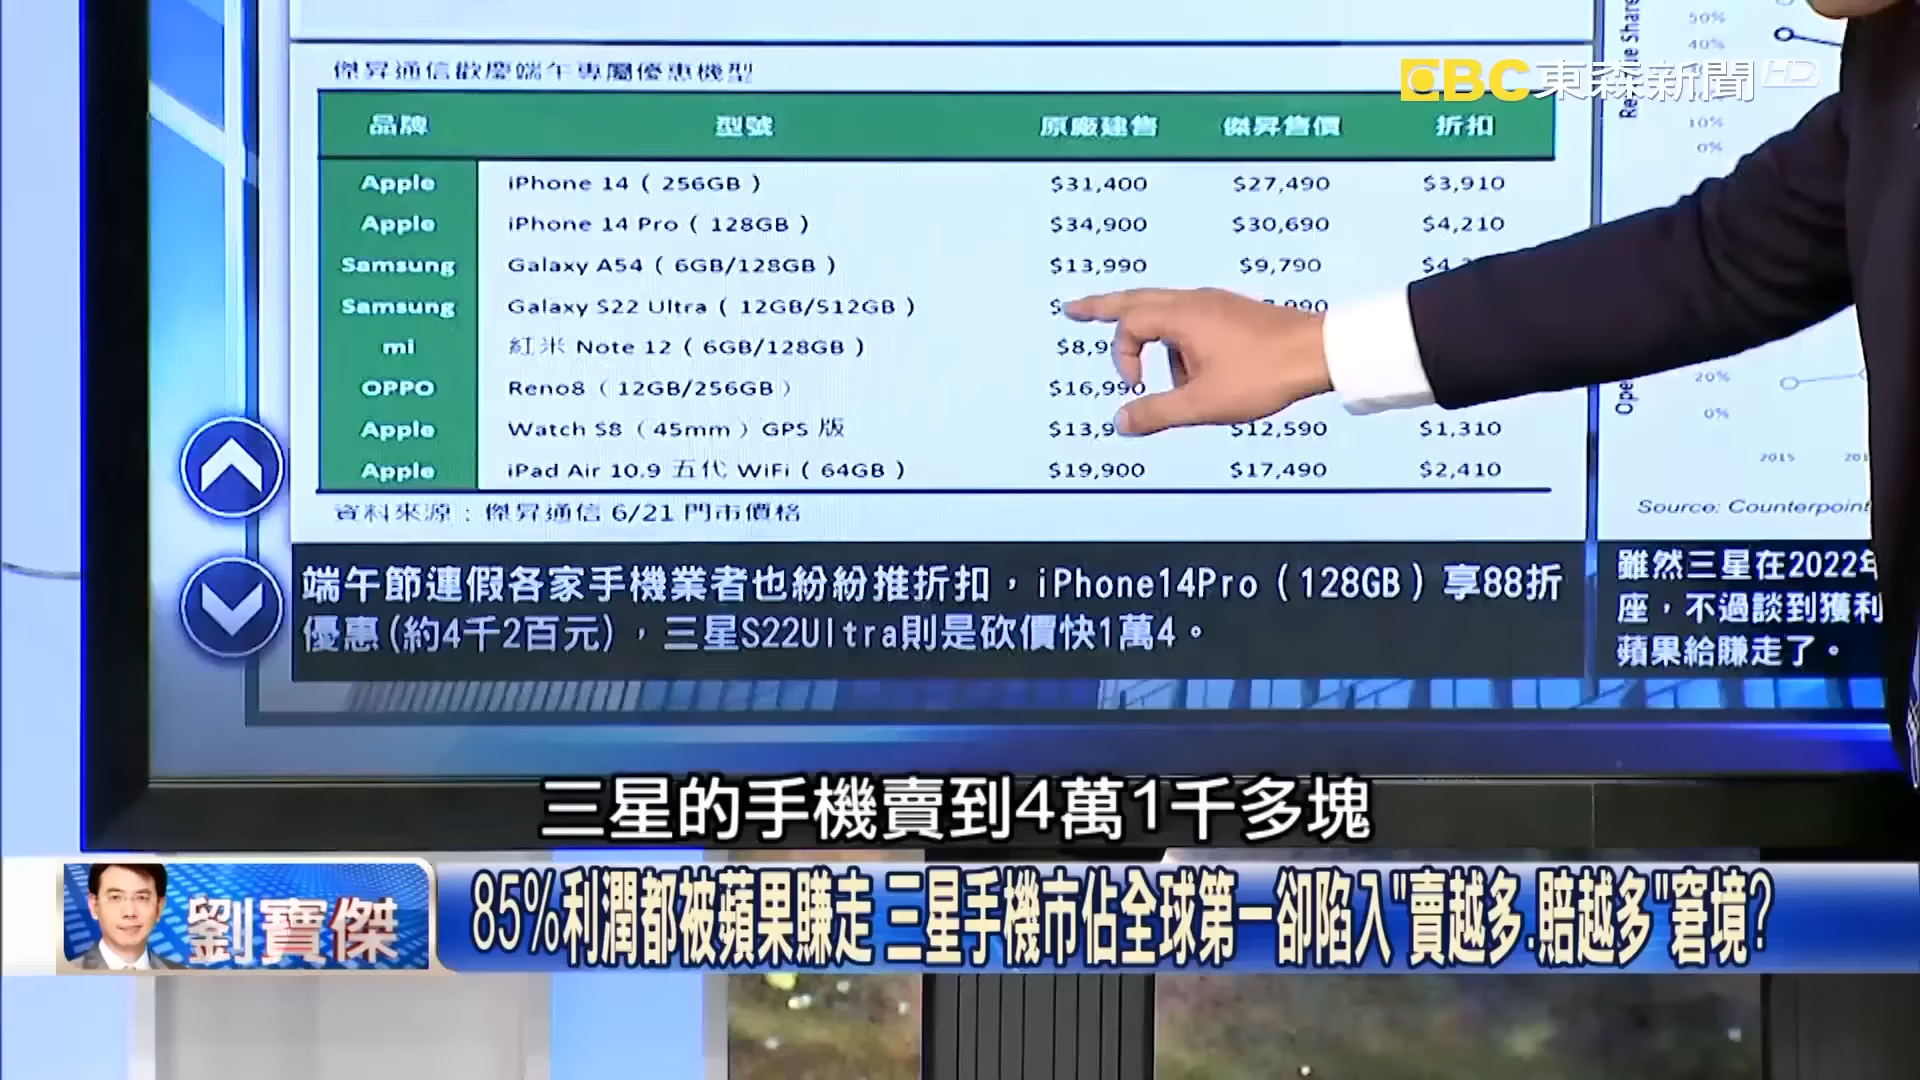 傑昇通信歡慶端午專屬優惠機型
EBC 東森新聞 HD
品牌 型號 原廠建售 傑昇售價 折扣
Apple iPhone 14 ( 256GB ) $31,400 $27,490 $3,910
Apple iPhone 14 Pro ( 128GB ) $34,900 $30,690 $4,210
Samsung Galaxy A54 ( 6GB/128GB ) $13,990 $9,790
Samsung Galaxy S22 Ultra ( 12GB/512GB )
mi 紅米 Note 12 ( 6GB/128GB )
OPPO Reno8 ( 12GB/256GB ) $16,990
Apple Watch S8 ( 45mm ) GPS 版 $12,590 $1,310
Apple iPad Air 10.9 五代 WiFi ( 64GB ) $19,900 $17,490 $2,410
資料來源：傑昇通信 6/21 門市價格
端午節連假各家手機業者也紛紛推折扣，iPhone14Pro（128GB）享88折
優惠(約4千2百元)，三星S22Ultra則是砍價快1萬4。
50%
40%
10%
0%
20%
0%
2015
Source: Counterpoint
雖然三星在2022年
座，不過談到獲利
蘋果給賺走了。
三星的手機賣到4萬1千多塊
劉寶傑
85%利潤都被蘋果賺走 三星手機市佔全球第一卻陷入"賣越多.賠越多"窘境?